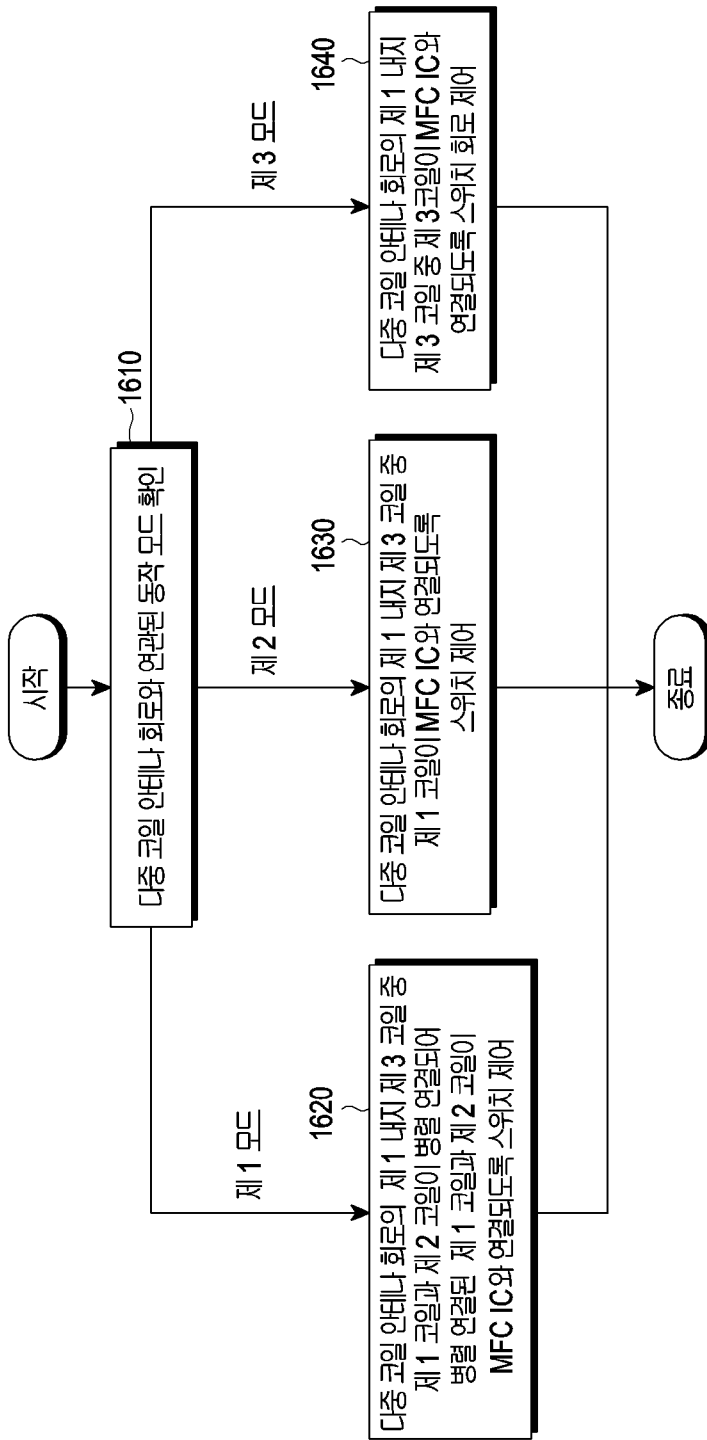 시작
1610
다중 코일 안테나 회로와 연관된 동작 모드 확인
제1 모드
제2 모드
제3 모드
1620
다중 코일 안테나 회로의 제1 내지 제3 코일 중
제1 코일과 제2 코일이 병렬 연결되어
병렬 연결된 제1 코일과 제2 코일이
MFC IC와 연결되도록 스위치 제어
1630
다중 코일 안테나 회로의 제1 내지 제3 코일 중
제1 코일이 MFC IC와 연결되도록
스위치 제어
1640
다중 코일 안테나 회로의 제1 내지
제3 코일 중 제3코일이 MFC IC와
연결되도록 스위치 회로 제어
종료